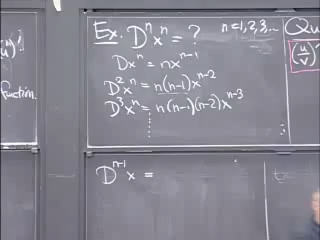 Ex. Dⁿxⁿ = ? n=1,2,3...
Dxⁿ = nxⁿ⁻¹
D²xⁿ = n(n-1)xⁿ⁻²
D³xⁿ = n(n-1)(n-2)xⁿ⁻³
Dⁿ⁻¹x =
function.
Qu
(u/v)'